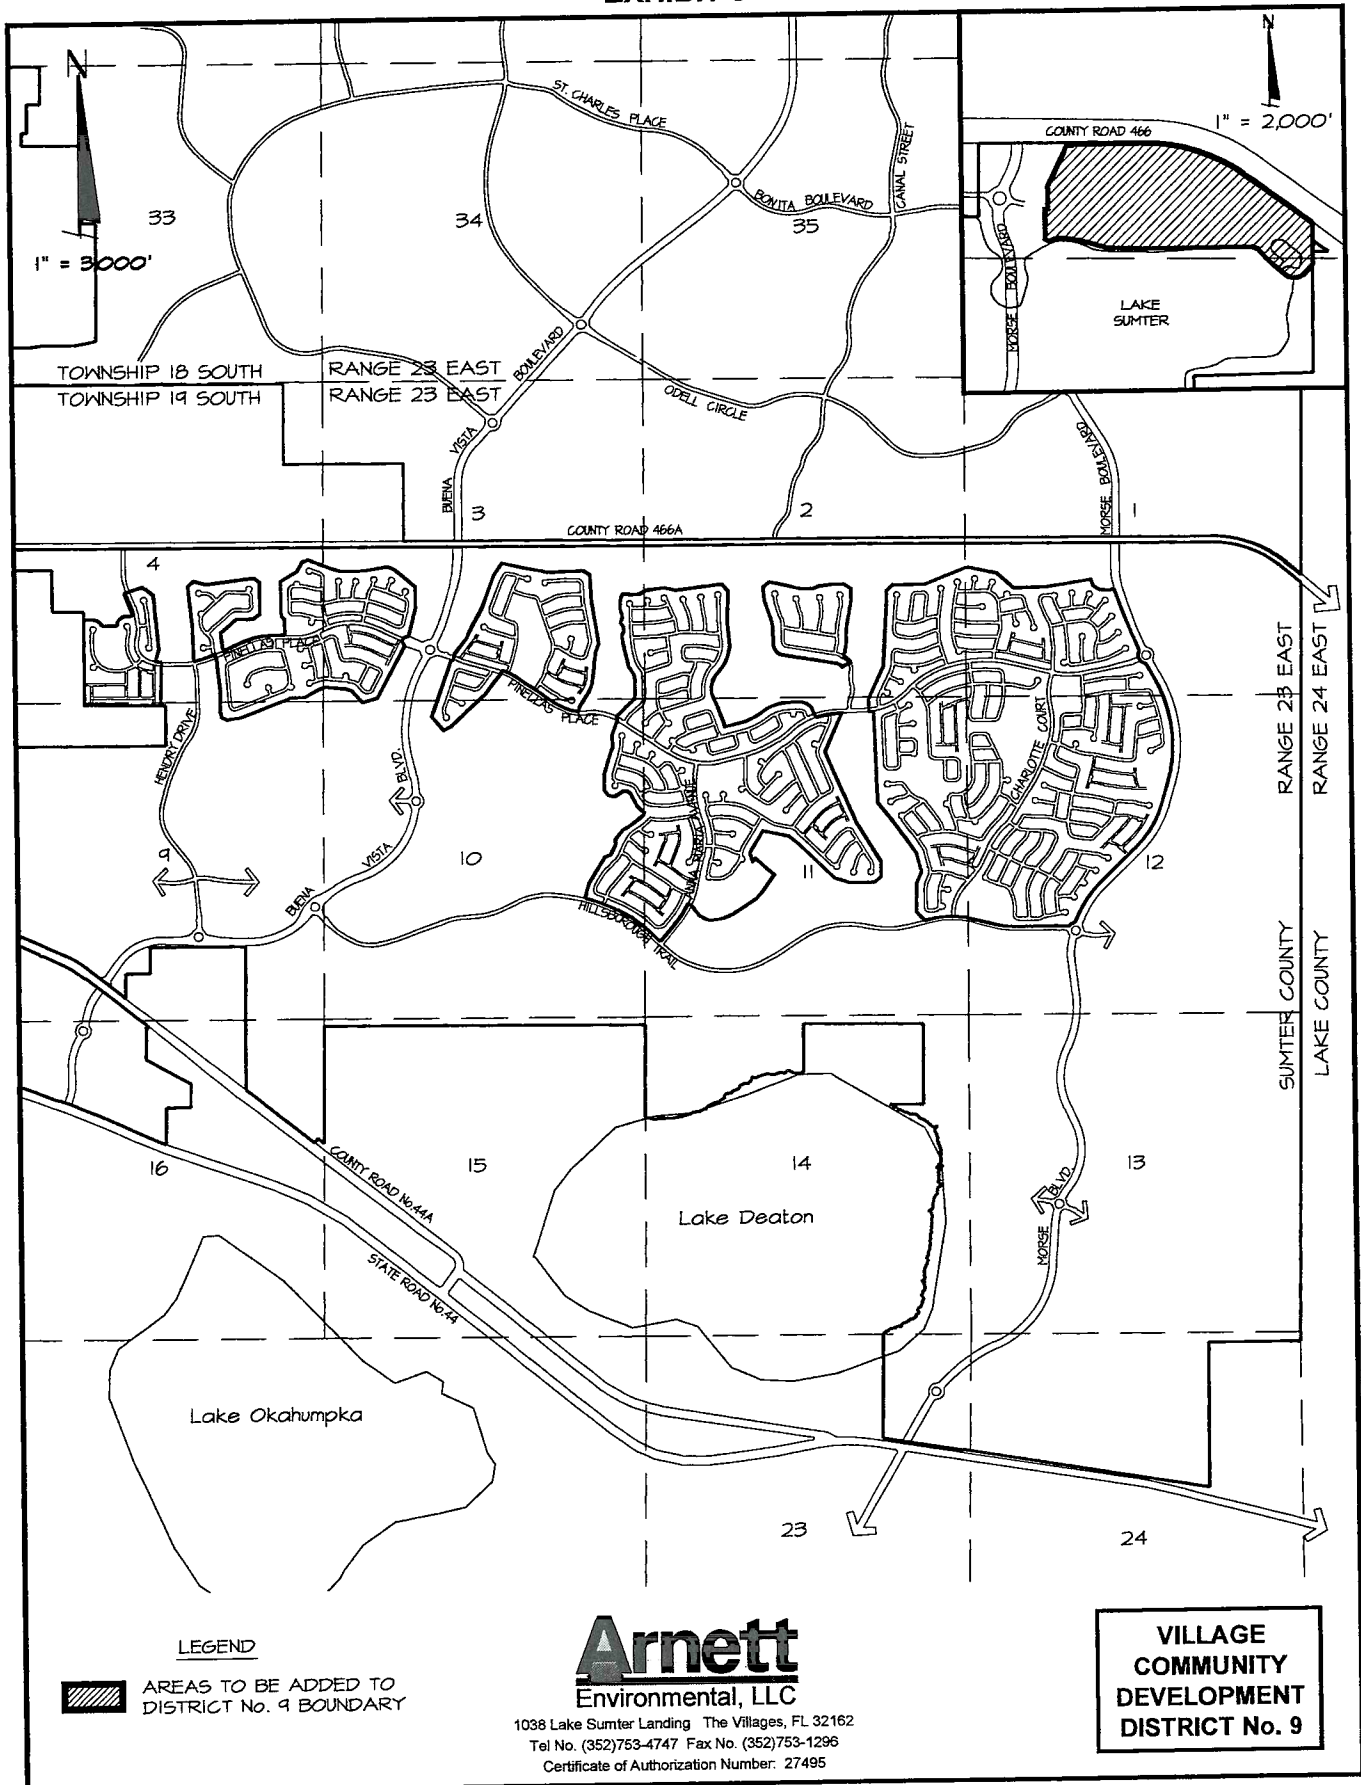 N
1" = 3000'
33
34
35
ST. CHARLES PLACE
BONITA BOULEVARD
CANAL STREET
N
1" = 2,000'
COUNTY ROAD 466
MORSE BOULEVARD
LAKE
SUMTER
TOWNSHIP 18 SOUTH
RANGE 23 EAST
TOWNSHIP 19 SOUTH
RANGE 23 EAST
BUENA VISTA BOULEVARD
ODELL CIRCLE
MORSE BOULEVARD
3
2
1
COUNTY ROAD 466A
4
PINELLAS PLACE
PINELLAS PLACE
HENDRY DRIVE
BUENA VISTA BLVD.
CHARLOTTE COURT
ANNA MARIA AVENUE
HILLSBOROUGH TRAIL
9
10
11
12
RANGE 23 EAST
RANGE 24 EAST
SUMTER COUNTY
LAKE COUNTY
16
15
14
13
COUNTY ROAD No.44A
STATE ROAD No.44
Lake Deaton
MORSE BLVD.
Lake Okahumpka
23
24
LEGEND
AREAS TO BE ADDED TO
DISTRICT No. 9 BOUNDARY
Arnett
Environmental, LLC
1038 Lake Sumter Landing The Villages, FL 32162
Tel No. (352)753-4747 Fax No. (352)753-1296
Certificate of Authorization Number: 27495
VILLAGE
COMMUNITY
DEVELOPMENT
DISTRICT No. 9